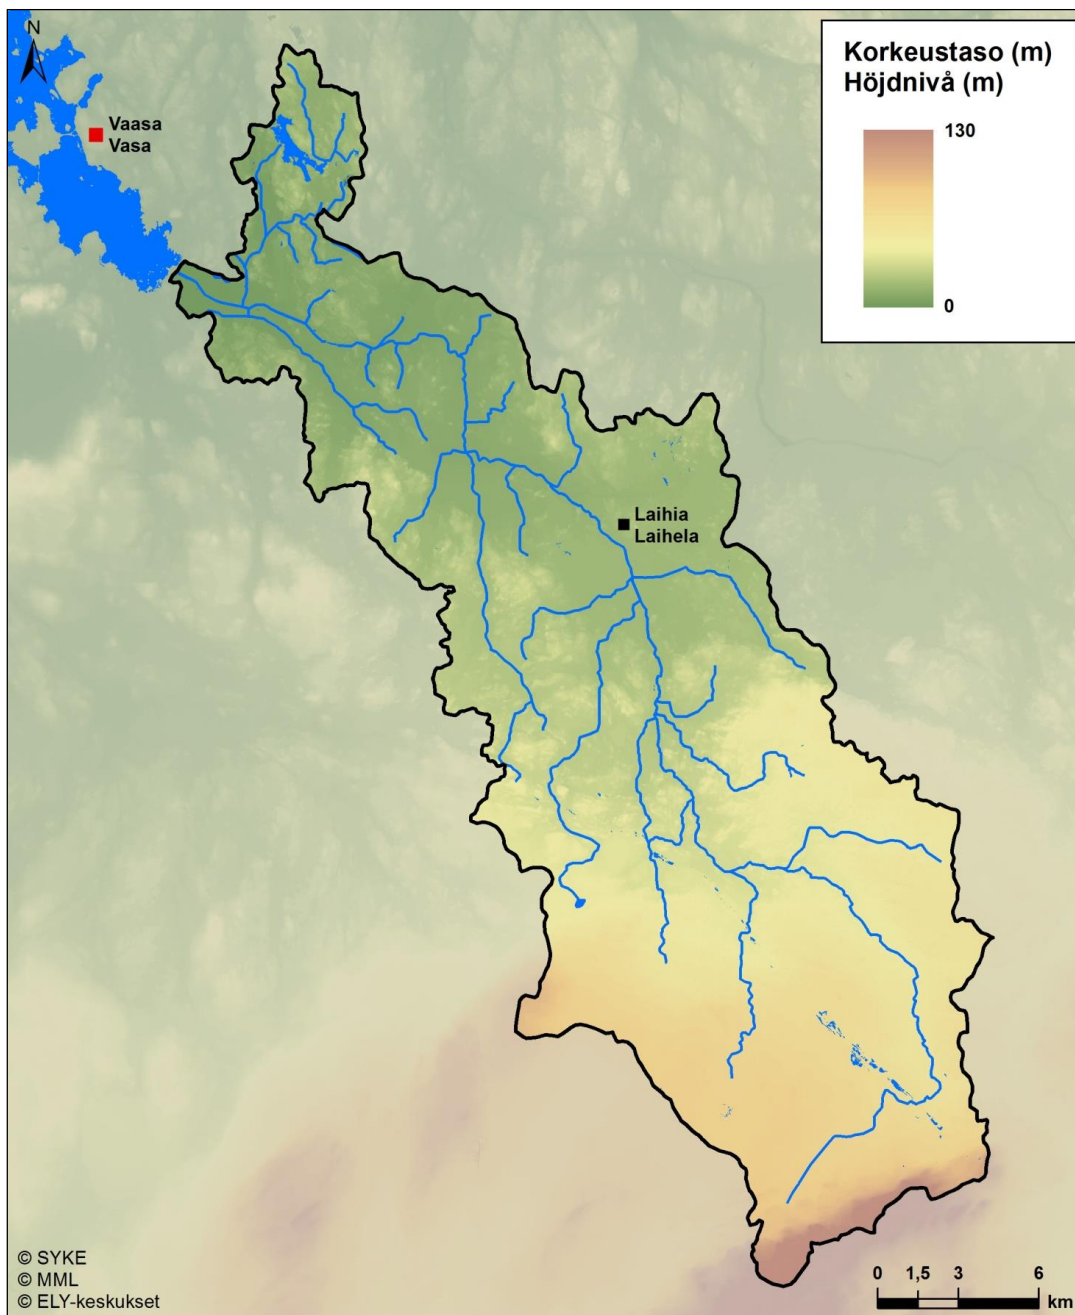 N
Vaasa
Vasa
Korkeustaso (m)
Höjdnivå (m)
130
0
Laihia
Laihela
© SYKE
© MML
© ELY-keskukset
0 1,5 3 6
km